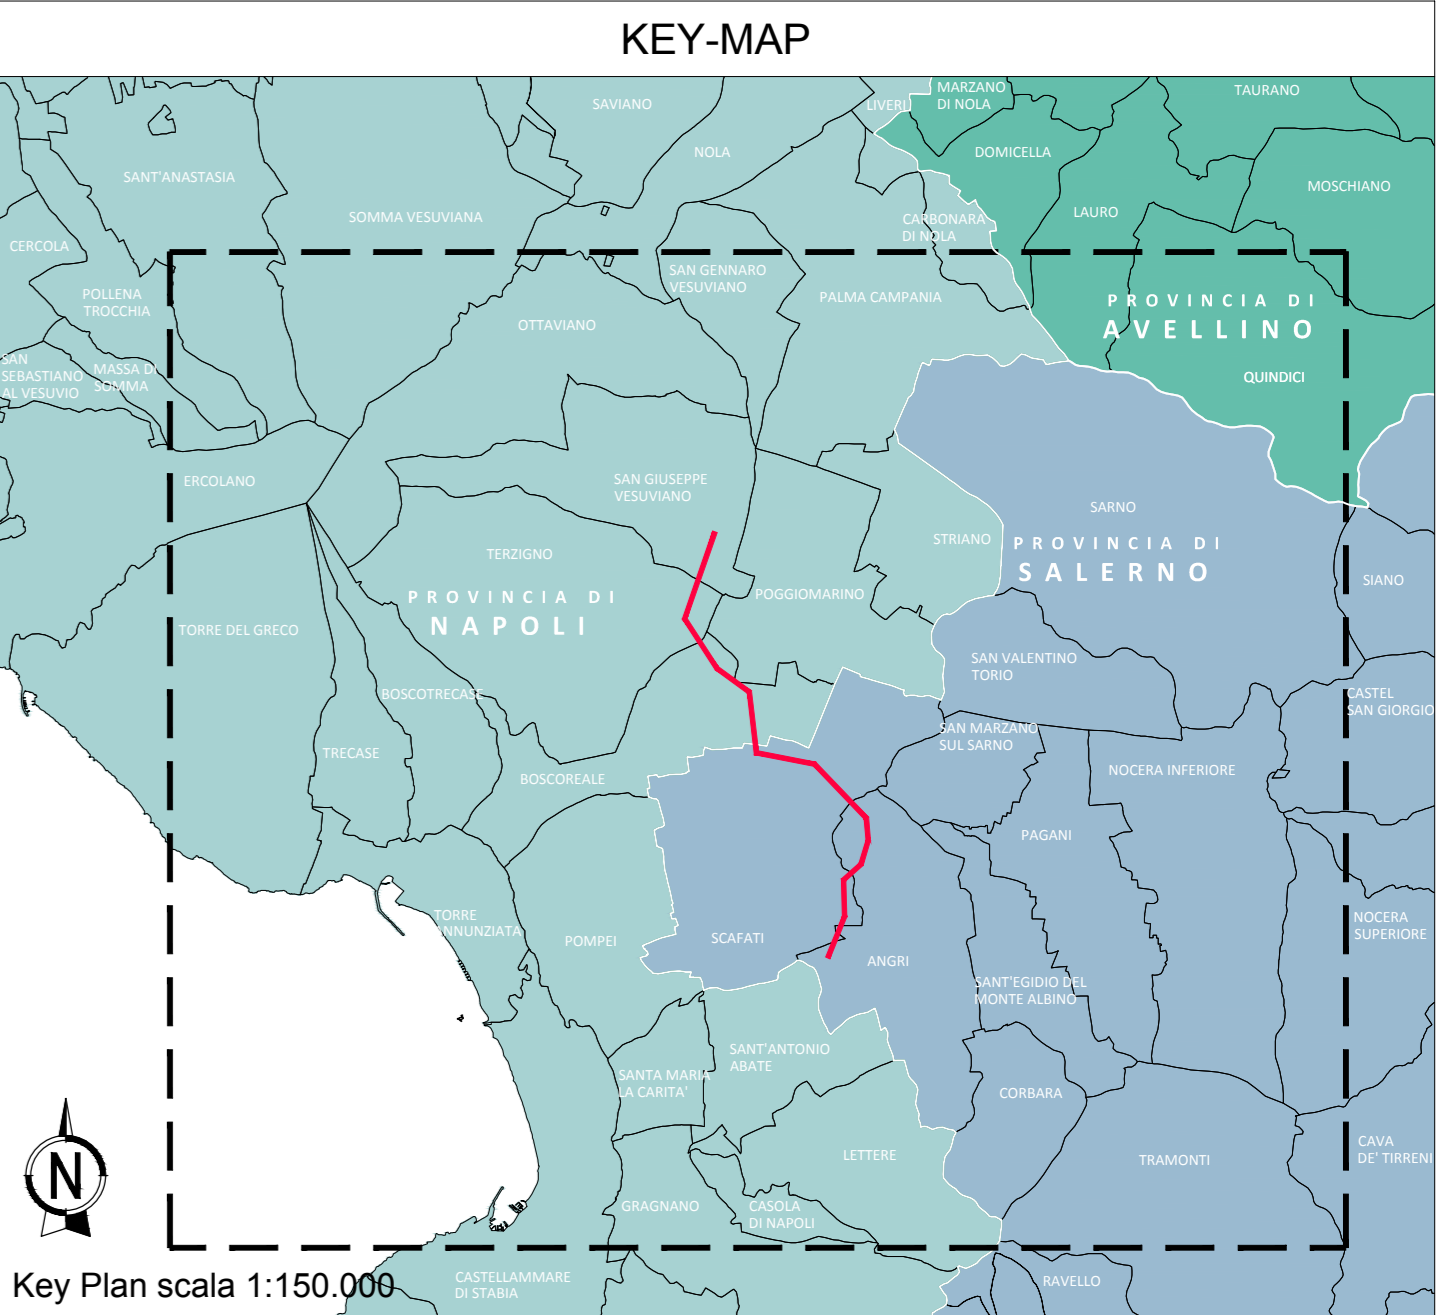 KEY-MAP
SAVIANO
LIVERI
MARZANO
DI NOLA
TAURANO
NOLA
DOMICELLA
SANT'ANASTASIA
MOSCHIANO
SOMMA VESUVIANA
CARBONARA
DI NOLA
LAURO
CERCOLA
POLLENA
TROCCHIA
SAN GENNARO
VESUVIANO
PALMA CAMPANIA
PROVINCIA DI
AVELLINO
OTTAVIANO
SAN
SEBASTIANO
AL VESUVIO
MASSA DI
SOMMA
QUINDICI
ERCOLANO
SAN GIUSEPPE
VESUVIANO
SARNO
STRIANO
PROVINCIA DI
SALERNO
TERZIGNO
SIANO
PROVINCIA DI
NAPOLI
POGGIOMARINO
TORRE DEL GRECO
SAN VALENTINO
TORIO
BOSCOTRECASE
CASTEL
SAN GIORGIO
SAN MARZANO
SUL SARNO
TRECASE
BOSCOREALE
NOCERA INFERIORE
PAGANI
TORRE
ANNUNZIATA
POMPEI
SCAFATI
ANGRI
NOCERA
SUPERIORE
SANT'EGIDIO DEL
MONTE ALBINO
SANT'ANTONIO
ABATE
SANTA MARIA
LA CARITA'
CORBARA
LETTERE
TRAMONTI
CAVA
DE' TIRRENI
N
GRAGNANO
CASOLA
DI NAPOLI
Key Plan scala 1:150.000
CASTELLAMMARE
DI STABIA
RAVELLO